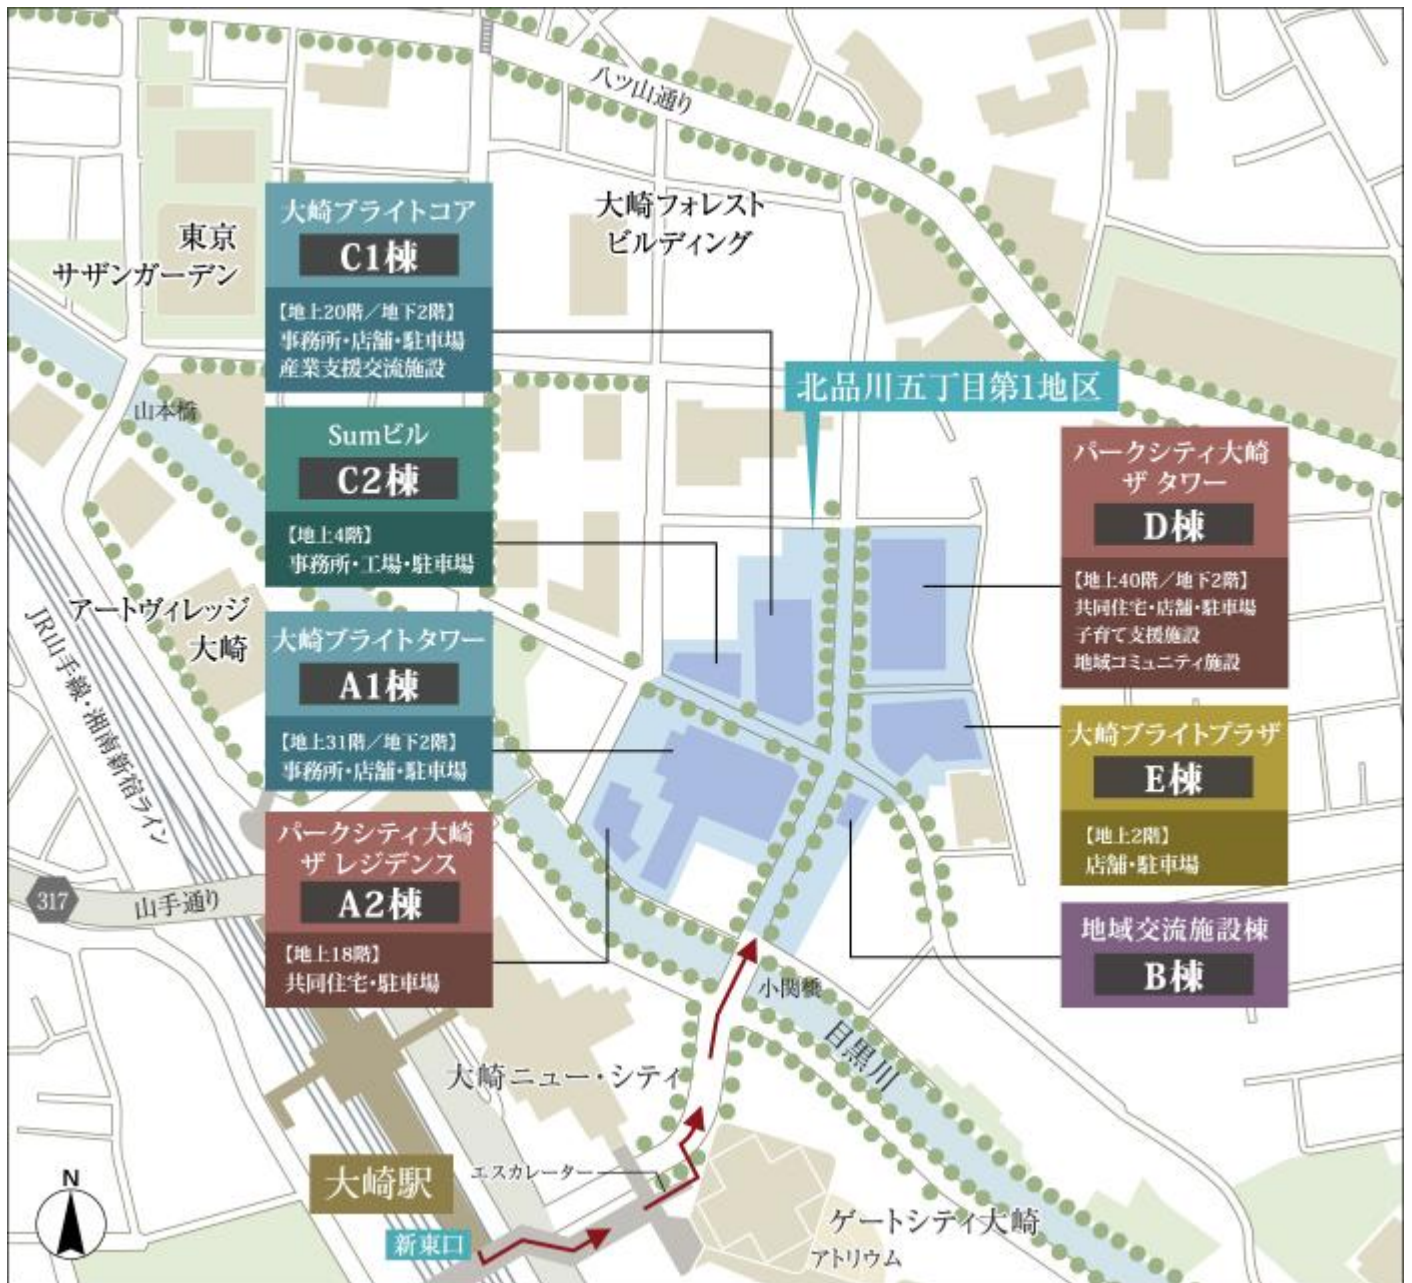 八ツ山通り
大崎フォレスト
ビルディング
東京
サザンガーデン
大崎ブライトコア
C1棟
【地上20階／地下2階】
事務所・店舗・駐車場
産業支援交流施設
北品川五丁目第1地区
山本橋
Sumビル
C2棟
【地上4階】
事務所・工場・駐車場
パークシティ大崎
ザ タワー
D棟
【地上40階／地下2階】
共同住宅・店舗・駐車場
子育て支援施設
地域コミュニティ施設
アートヴィレッジ
大崎
JR山手線・湘南新宿ライン
大崎ブライトタワー
A1棟
【地上31階／地下2階】
事務所・店舗・駐車場
大崎ブライトプラザ
E棟
【地上2階】
店舗・駐車場
パークシティ大崎
ザ レジデンス
A2棟
【地上18階】
共同住宅・駐車場
317
山手通り
地域交流施設棟
B棟
小関橋
目黒川
大崎ニュー・シティ
大崎駅
エスカレーター
新東口
ゲートシティ大崎
アトリウム
N